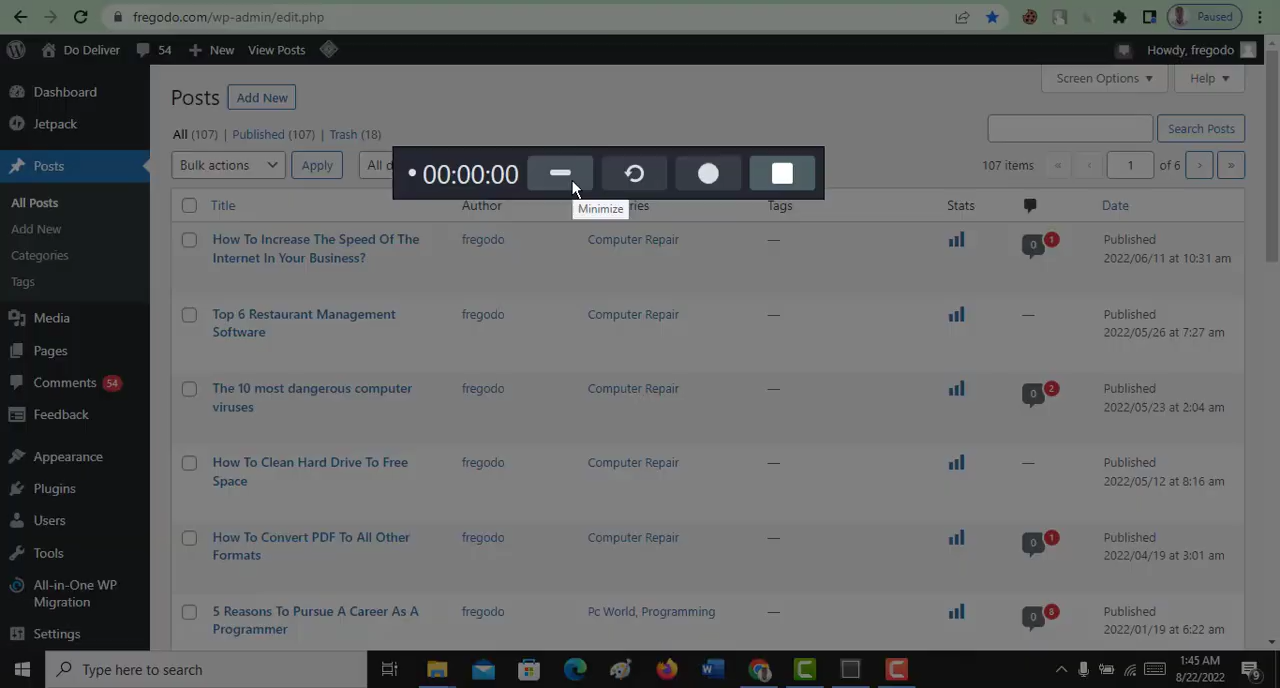 fregodo.com/wp-admin/edit.php
Paused
Do Deliver
54
New
View Posts
Howdy, fregodo
Dashboard
Jetpack
Posts
All Posts
Add New
Categories
Tags
Media
Pages
Comments 54
Feedback
Appearance
Plugins
Users
Tools
All-in-One WP
Migration
Settings
Posts
Add New
Screen Options
Help
All (107) | Published (107) | Trash (18)
Search Posts
Bulk actions
Apply
All d
107 items
«
‹
1
of 6
›
»
00:00:00
Minimize
Title
Author
ries
Tags
Stats
Date
How To Increase The Speed Of The
Internet In Your Business?
fregodo
Computer Repair
—
0
1
Published
2022/06/11 at 10:31 am
Top 6 Restaurant Management
Software
fregodo
Computer Repair
—
—
Published
2022/05/26 at 7:27 am
The 10 most dangerous computer
viruses
fregodo
Computer Repair
—
0
2
Published
2022/05/23 at 2:04 am
How To Clean Hard Drive To Free
Space
fregodo
Computer Repair
—
—
Published
2022/05/12 at 8:16 am
How To Convert PDF To All Other
Formats
fregodo
Computer Repair
—
0
1
Published
2022/04/19 at 3:01 am
5 Reasons To Pursue A Career As A
Programmer
fregodo
Pc World, Programming
—
0
Published
2022/01/19 at 6:22 am
Type here to search
1:45 AM
8/22/2022
9